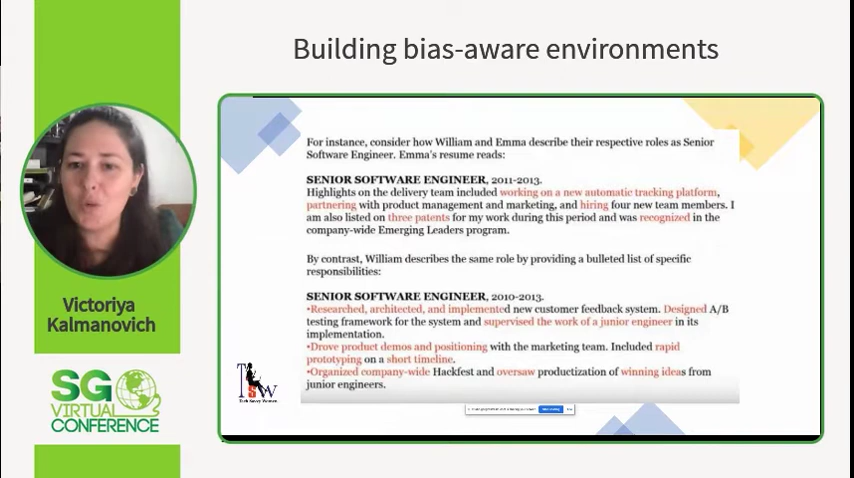 Building bias-aware environments
For instance, consider how William and Emma describe their respective roles as Senior
Software Engineer. Emma's resume reads:
SENIOR SOFTWARE ENGINEER, 2011-2013.
Highlights on the delivery team included working on a new automatic tracking platform,
partnering with product management and marketing, and hiring four new team members. I
am also listed on three patents for my work during this period and was recognized in the
company-wide Emerging Leaders program.
By contrast, William describes the same role by providing a bulleted list of specific
responsibilities:
SENIOR SOFTWARE ENGINEER, 2010-2013.
•Researched, architected, and implemented new customer feedback system. Designed A/B
testing framework for the system and supervised the work of a junior engineer in its
implementation.
•Drove product demos and positioning with the marketing team. Included rapid
prototyping on a short timeline.
•Organized company-wide Hackfest and oversaw productization of winning ideas from
junior engineers.
TSW
Tech Savvy Women
Victoriya
Kalmanovich
SG
VIRTUAL
CONFERENCE